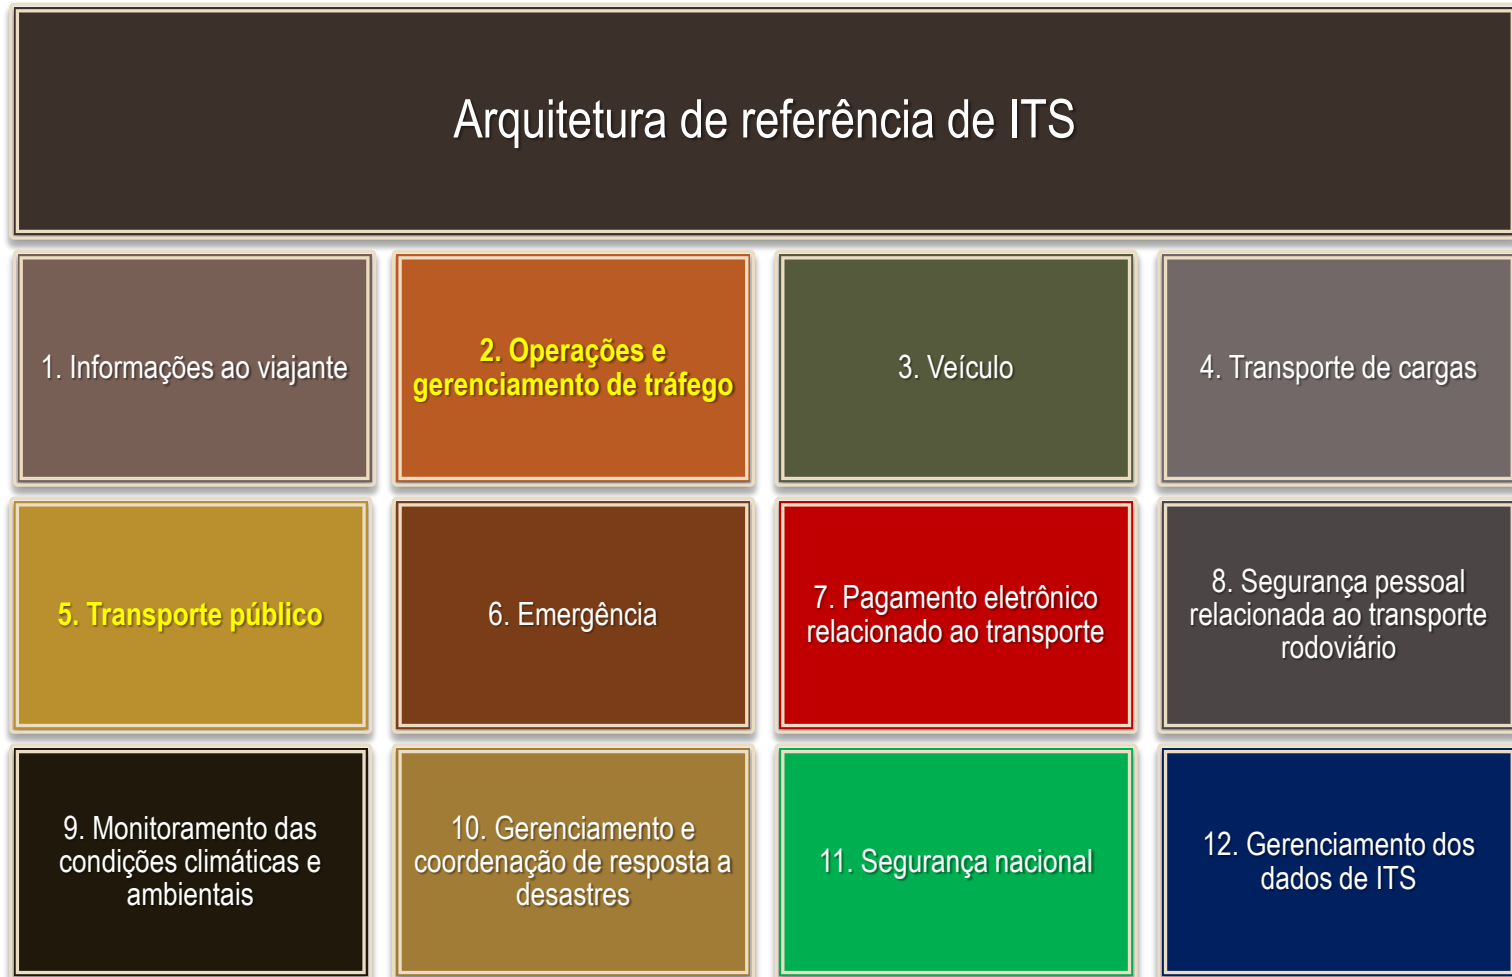 Arquitetura de referência de ITS
1. Informações ao viajante
2. Operações e
gerenciamento de tráfego
3. Veículo
4. Transporte de cargas
5. Transporte público
6. Emergência
7. Pagamento eletrônico
relacionado ao transporte
8. Segurança pessoal
relacionada ao transporte
rodoviário
9. Monitoramento das
condições climáticas e
ambientais
10. Gerenciamento e
coordenação de resposta a
desastres
11. Segurança nacional
12. Gerenciamento dos
dados de ITS